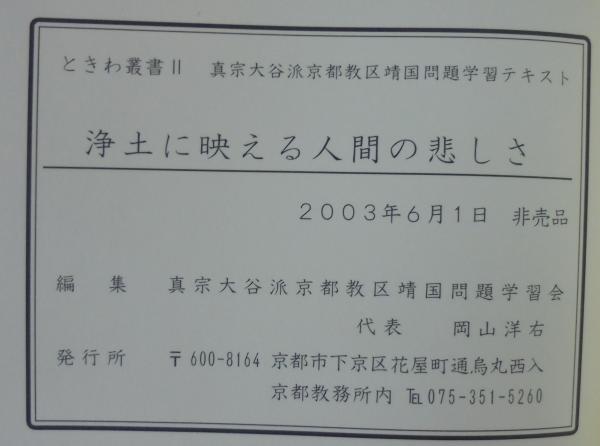 ときわ叢書Ⅱ 真宗大谷派京都教区靖国問題学習テキスト
浄土に映える人間の悲しさ
2003年6月1日 非売品
編集 真宗大谷派京都教区靖国問題学習会
代表 岡山洋右
発行所 〒600-8164 京都市下京区花屋町通烏丸西入
京都教務所内 ℡075-351-5260